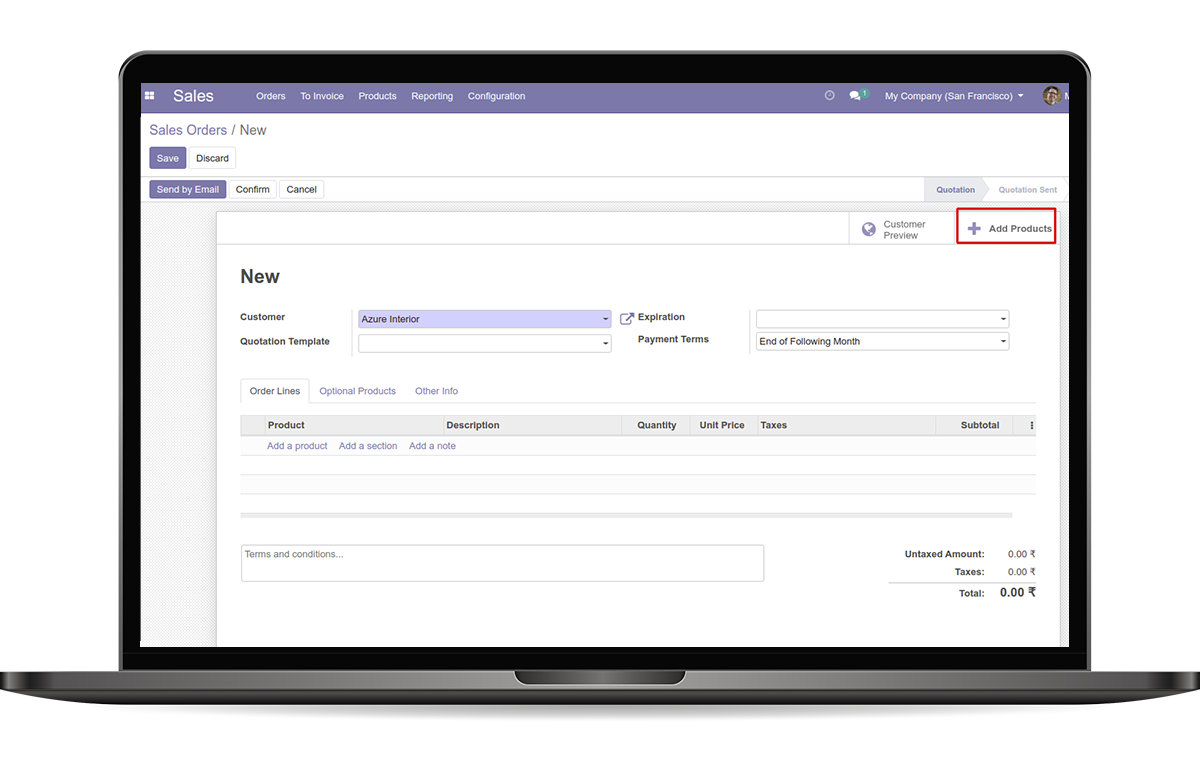 Sales Orders To Invoice Products Reporting Configuration 1 My Company (San Francisco) M
Sales Orders / New
Save Discard
Send by Email Confirm Cancel Quotation Quotation Sent
Customer Preview Add Products
New
Customer Azure Interior Expiration
Quotation Template Payment Terms End of Following Month
Order Lines Optional Products Other Info
Product Description Quantity Unit Price Taxes Subtotal
Add a product Add a section Add a note
Terms and conditions... Untaxed Amount: 0.00 ₹
Taxes: 0.00 ₹
Total: 0.00 ₹